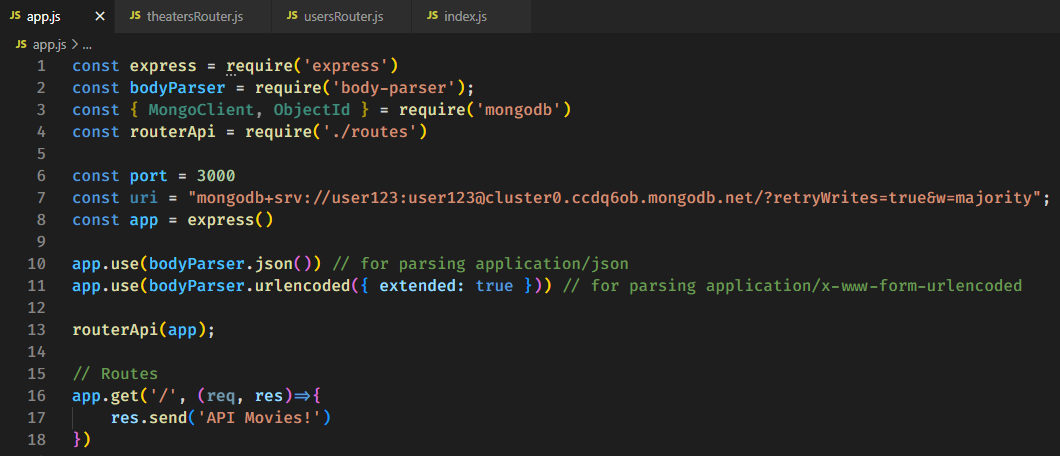 JS app.js × JS theatersRouter.js JS usersRouter.js JS index.js
JS app.js > ...
1 const express = require('express')
2 const bodyParser = require('body-parser');
3 const { MongoClient, ObjectId } = require('mongodb')
4 const routerApi = require('./routes')
5
6 const port = 3000
7 const uri = "mongodb+srv://user123:user123@cluster0.ccdq6ob.mongodb.net/?retryWrites=true&w=majority";
8 const app = express()
9
10 app.use(bodyParser.json()) // for parsing application/json
11 app.use(bodyParser.urlencoded({ extended: true })) // for parsing application/x-www-form-urlencoded
12
13 routerApi(app);
14
15 // Routes
16 app.get('/', (req, res)=>{
17 res.send('API Movies!')
18 })